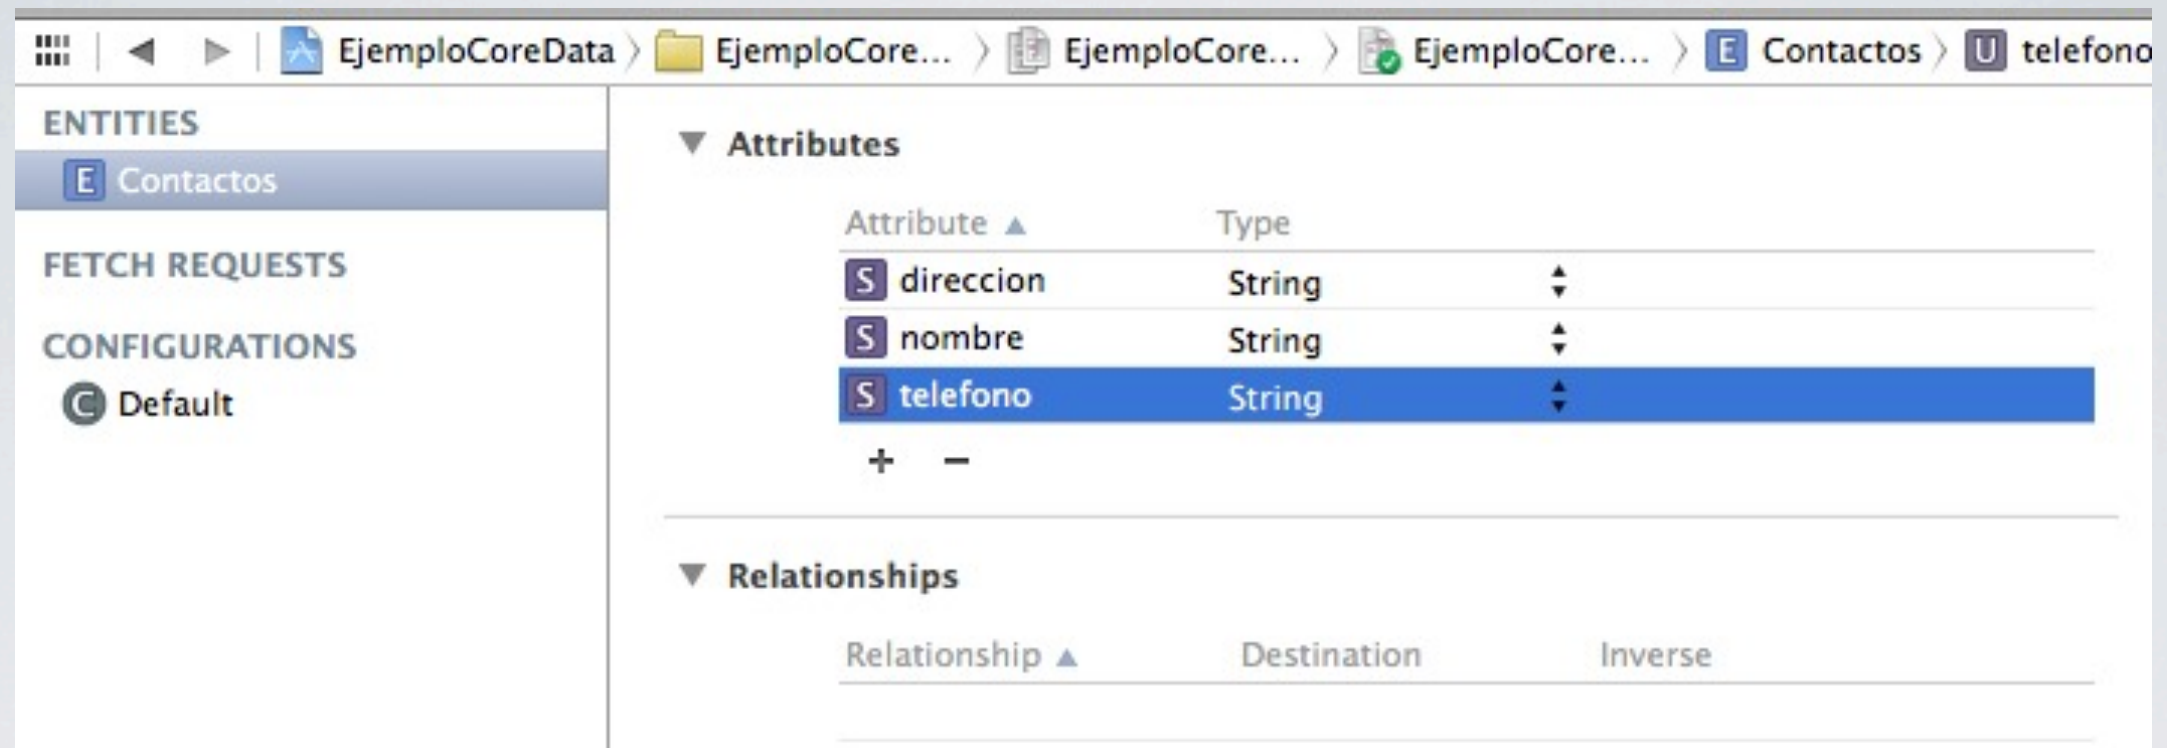 EjemploCoreData EjemploCore... EjemploCore... EjemploCore... E Contactos U telefono
ENTITIES
E Contactos
FETCH REQUESTS
CONFIGURATIONS
C Default
Attributes
Attribute Type
S direccion String
S nombre String
S telefono String
+ −
Relationships
Relationship Destination Inverse